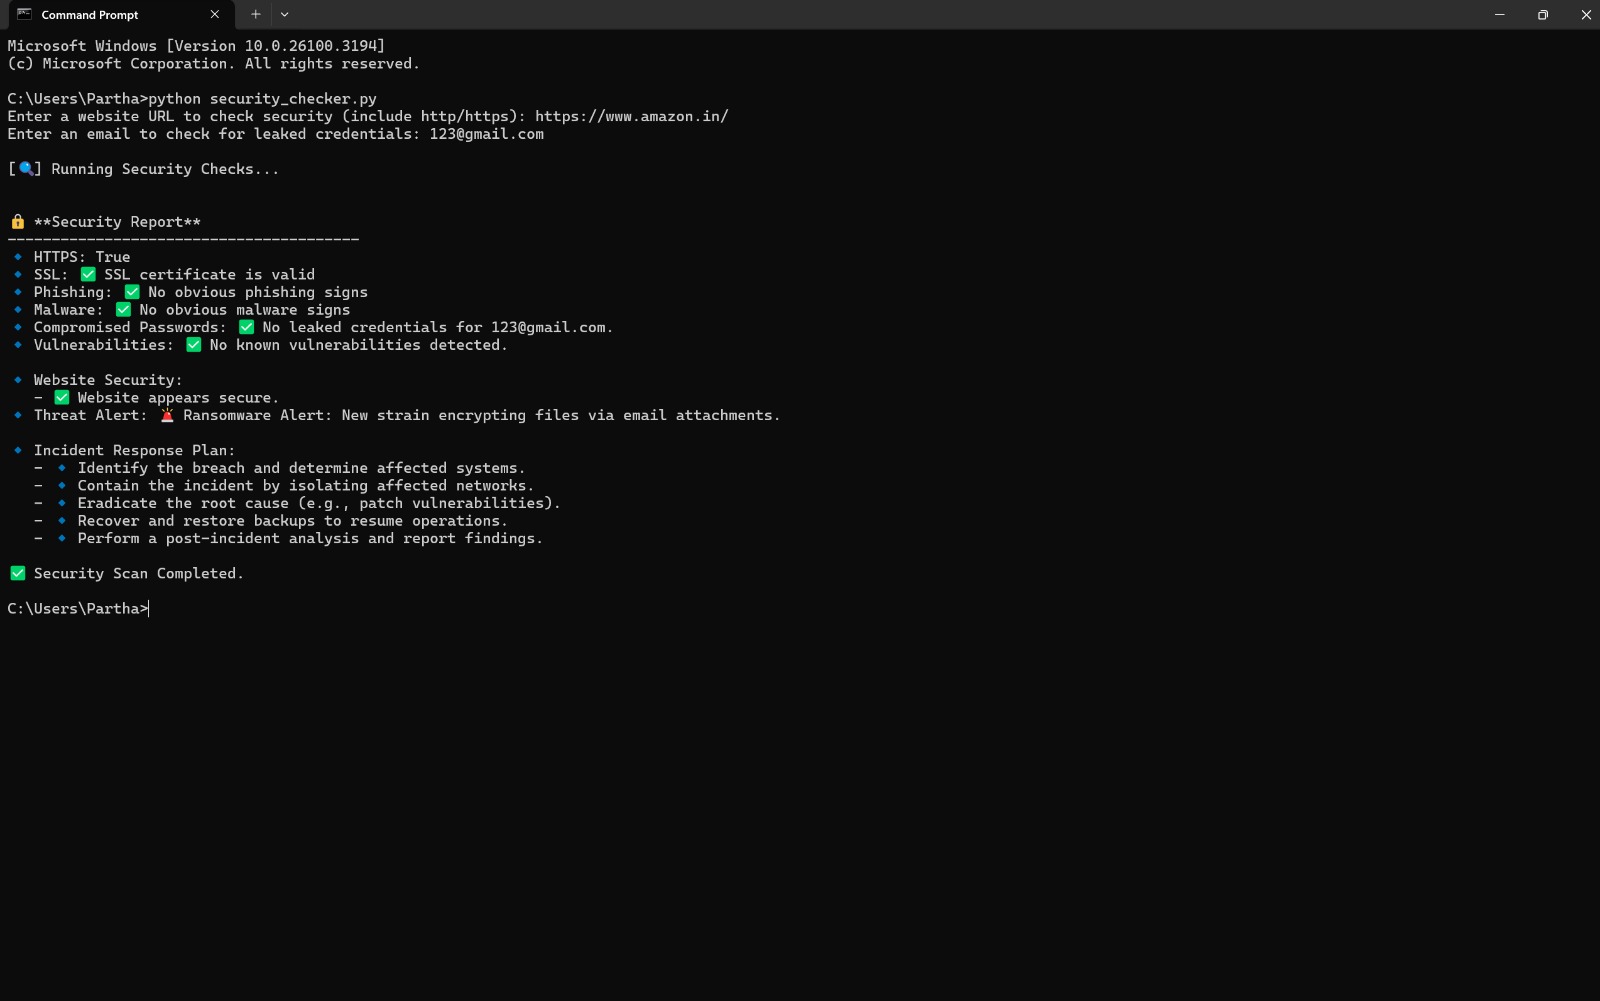 Command Prompt
Microsoft Windows [Version 10.0.26100.3194]
(c) Microsoft Corporation. All rights reserved.
C:\Users\Partha>python security_checker.py
Enter a website URL to check security (include http/https): https://www.amazon.in/
Enter an email to check for leaked credentials: 123@gmail.com
[🔍] Running Security Checks...
🔒 **Security Report**
----------------------------------------
🔹 HTTPS: True
🔹 SSL: ✅ SSL certificate is valid
🔹 Phishing: ✅ No obvious phishing signs
🔹 Malware: ✅ No obvious malware signs
🔹 Compromised Passwords: ✅ No leaked credentials for 123@gmail.com.
🔹 Vulnerabilities: ✅ No known vulnerabilities detected.
🔹 Website Security:
- ✅ Website appears secure.
🔹 Threat Alert: 🚨 Ransomware Alert: New strain encrypting files via email attachments.
🔹 Incident Response Plan:
- 🔹 Identify the breach and determine affected systems.
- 🔹 Contain the incident by isolating affected networks.
- 🔹 Eradicate the root cause (e.g., patch vulnerabilities).
- 🔹 Recover and restore backups to resume operations.
- 🔹 Perform a post-incident analysis and report findings.
✅ Security Scan Completed.
C:\Users\Partha>